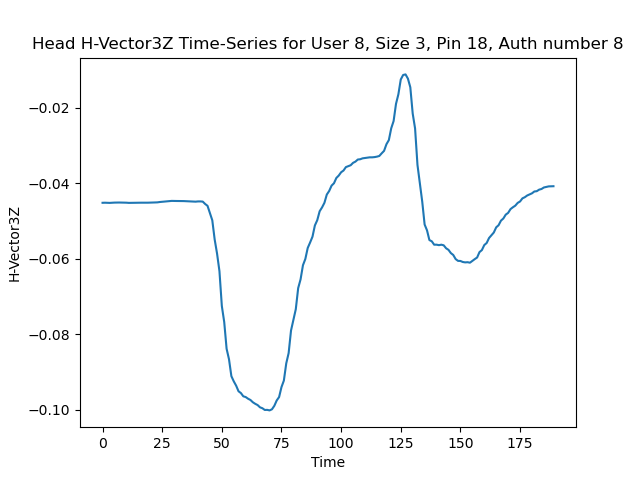 Head H-Vector3Z Time-Series for User 8, Size 3, Pin 18, Auth number 8
H-Vector3Z
−0.02
−0.04
−0.06
−0.08
−0.10
0 25 50 75 100 125 150 175
Time